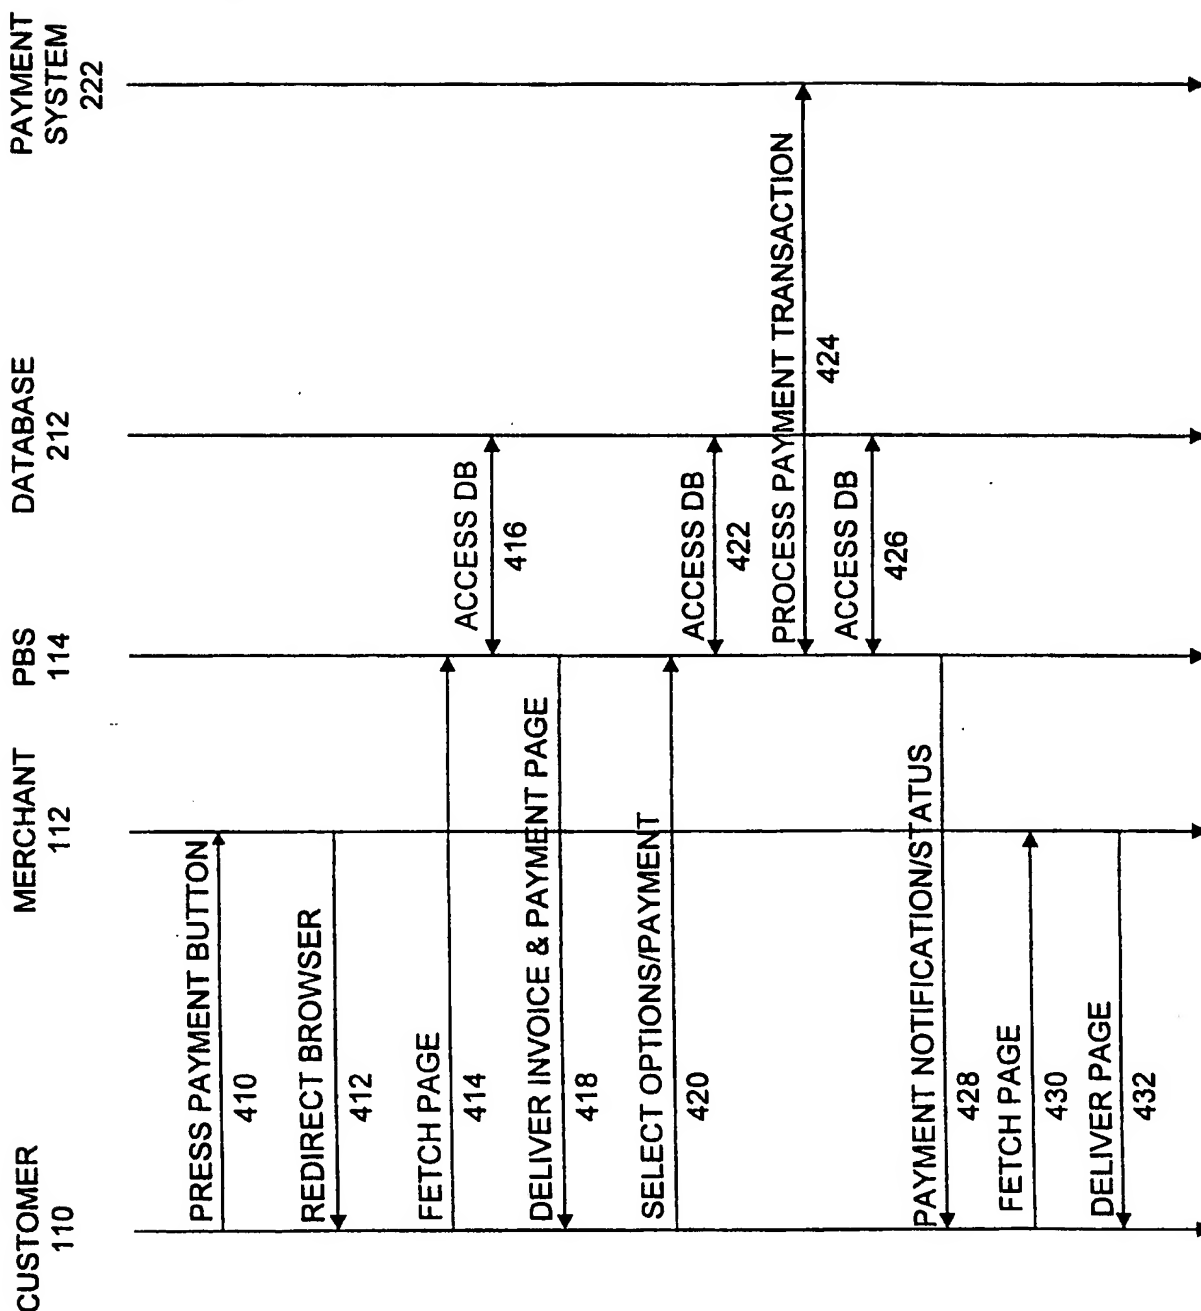 CUSTOMER
110
MERCHANT
112
PBS
114
DATABASE
212
PAYMENT
SYSTEM
222
PRESS PAYMENT BUTTON
410
REDIRECT BROWSER
412
FETCH PAGE
414
ACCESS DB
416
DELIVER INVOICE & PAYMENT PAGE
418
SELECT OPTIONS/PAYMENT
420
ACCESS DB
422
PROCESS PAYMENT TRANSACTION
424
ACCESS DB
426
PAYMENT NOTIFICATION/STATUS
428
FETCH PAGE
430
DELIVER PAGE
432